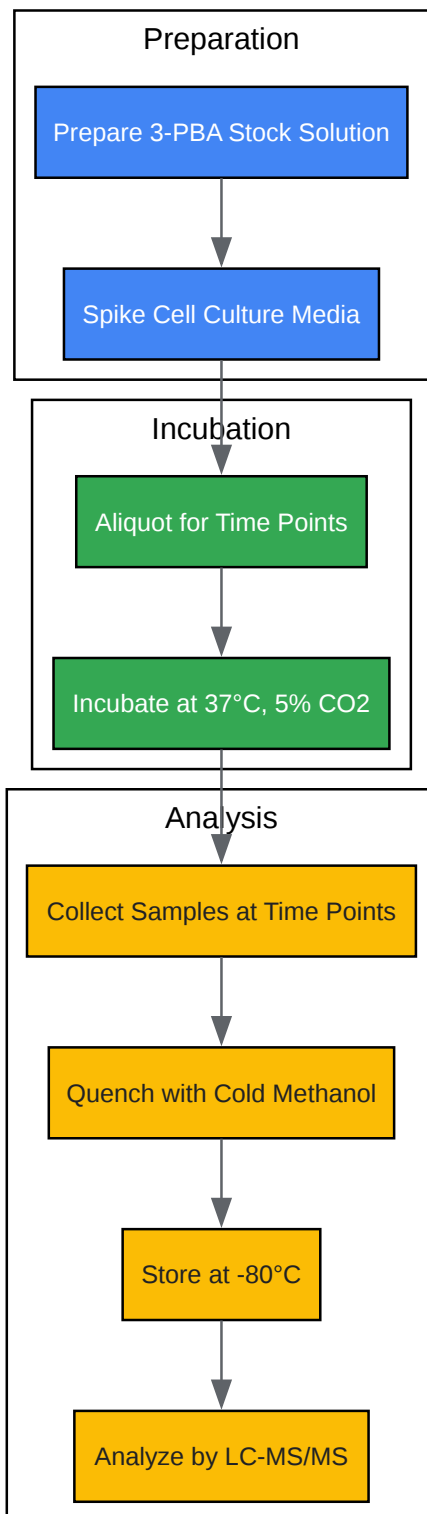 Preparation
Prepare 3-PBA Stock Solution
Spike Cell Culture Media
Incubation
Aliquot for Time Points
Incubate at 37°C, 5% CO2
Analysis
Collect Samples at Time Points
Quench with Cold Methanol
Store at -80°C
Analyze by LC-MS/MS